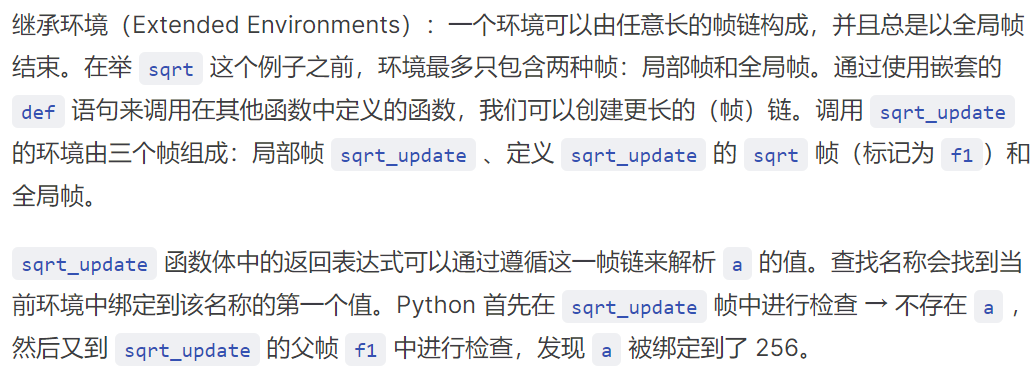 继承环境（Extended Environments）：一个环境可以由任意长的帧链构成，并且总是以全局帧
结束。在举 sqrt 这个例子之前，环境最多只包含两种帧：局部帧和全局帧。通过使用嵌套的
def 语句来调用在其他函数中定义的函数，我们可以创建更长的（帧）链。调用 sqrt_update
的环境由三个帧组成：局部帧 sqrt_update 、定义 sqrt_update 的 sqrt 帧（标记为 f1）和
全局帧。
sqrt_update 函数体中的返回表达式可以通过遵循这一帧链来解析 a 的值。查找名称会找到当
前环境中绑定到该名称的第一个值。Python 首先在 sqrt_update 帧中进行检查 → 不存在 a ，
然后又到 sqrt_update 的父帧 f1 中进行检查，发现 a 被绑定到了 256。